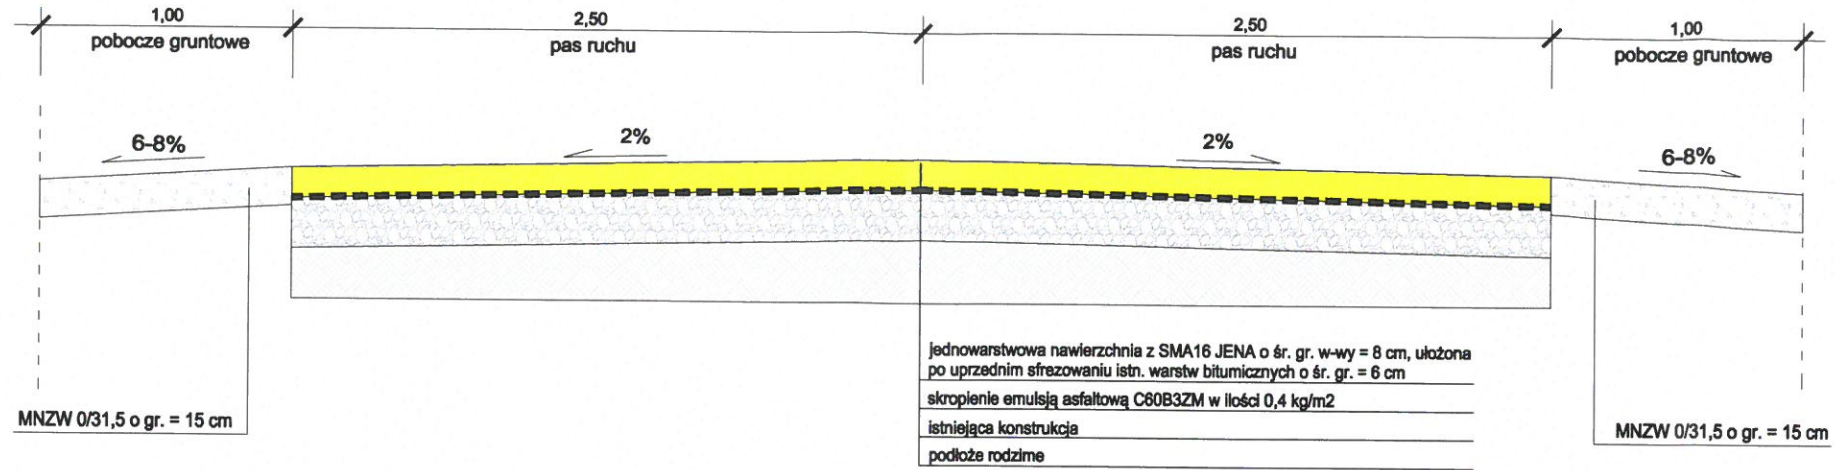 1,00
2,50
2,50
1,00
pobocze gruntowe
pas ruchu
pas ruchu
pobocze gruntowe
6-8%
2%
2%
6-8%
jednowarstwowa nawierzchnia z SMA16 JENA o śr. gr. w-wy = 8 cm, ułożona
po uprzednim sfrezowaniu istn. warstw bitumicznych o śr. gr. = 6 cm
skropienie emulsją asfaltową C60B3ZM w ilości 0,4 kg/m2
istniejąca konstrukcja
podłoże rodzime
MNZW 0/31,5 o gr. = 15 cm
MNZW 0/31,5 o gr. = 15 cm